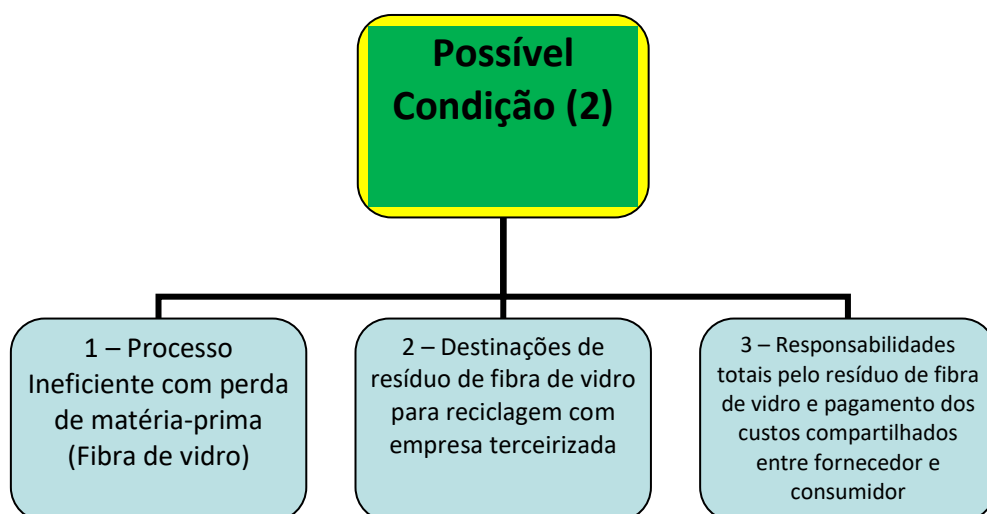 Possível
Condição (2)
1 – Processo
Ineficiente com perda
de matéria-prima
(Fibra de vidro)
2 – Destinações de
resíduo de fibra de vidro
para reciclagem com
empresa terceirizada
3 – Responsabilidades
totais pelo resíduo de fibra
de vidro e pagamento dos
custos compartilhados
entre fornecedor e
consumidor